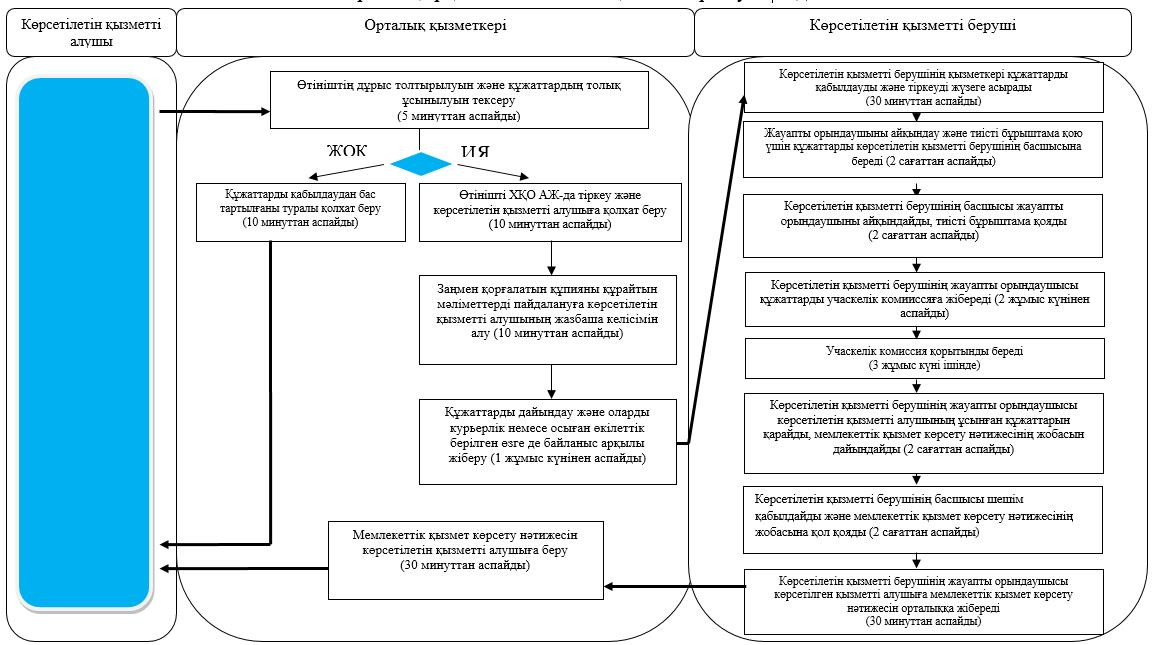 Көрсетілетін қызметті
алушы
Орталық қызметкері
Көрсетілетін қызметті беруші
Өтініштің дұрыс толтырылуын және құжаттардың толық
ұсынылуын тексеру
(5 минуттан аспайды)
ЖОҚ
ИЯ
Құжаттарды қабылдаудан бас
тартылғаны туралы қолхат беру
(10 минуттан аспайды)
Өтінішті ХҚО АЖ-да тіркеу және
көрсетілетін қызметті алушыға қолхат беру
(10 минуттан аспайды)
Заңмен қорғалатын құпияны құрайтын
мәліметтерді пайдалануға көрсетілетін
қызметті алушының жазбаша келісімін
алу (10 минуттан аспайды)
Құжаттарды дайындау және оларды
курьерлік немесе осыған өкілеттік
берілген өзге де байланыс арқылы
жіберу (1 жұмыс күнінен аспайды)
Мемлекеттік қызмет көрсету нәтижесін
көрсетілетін қызметті алушыға беру
(30 минуттан аспайды)
Көрсетілетін қызметті берушінің қызметкері құжаттарды
қабылдауды және тіркеуді жүзеге асырады
(30 минуттан аспайды)
Жауапты орындаушыны айқындау және тиісті бұрыштама қою
үшін құжаттарды көрсетілетін қызметті берушінің басшысына
береді (2 сағаттан аспайды)
Көрсетілетін қызметті берушінің басшысы жауапты
орындаушыны айқындайды, тиісті бұрыштама қояды
(2 сағаттан аспайды)
Көрсетілетін қызметті берушінің жауапты орындаушысы
құжаттарды учаскелік комиссяға жібереді (2 жұмыс күнінен
аспайды)
Учаскелік комиссия қорытынды береді
(3 жұмыс күні ішінде)
Көрсетілетін қызметті берушінің жауапты орындаушысы
көрсетілетін қызметті алушының ұсынған құжаттарын
қарайды, мемлекеттік қызмет көрсету нәтижесінің жобасын
дайындайды (2 сағаттан аспайды)
Көрсетілетін қызметті берушінің басшысы шешім
қабылдайды және мемлекеттік қызмет көрсету нәтижесінің
жобасына қол қояды (2 сағаттан аспайды)
Көрсетілетін қызметті берушінің жауапты орындаушысы
көрсетілген қызметті алушыға мемлекеттік қызмет көрсету
нәтижесін орталыққа жібереді
(30 минуттан аспайды)